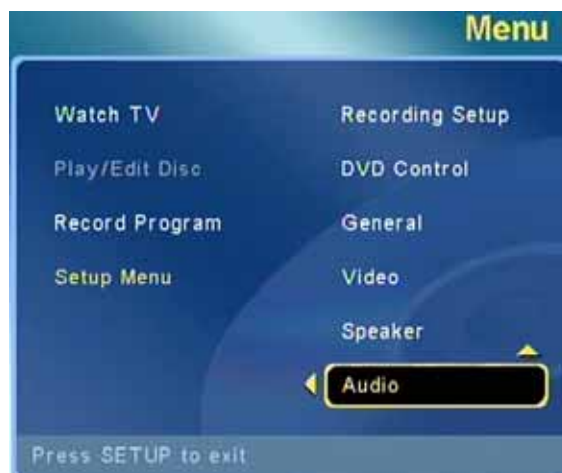 Menu
Watch TV
Play/Edit Disc
Record Program
Setup Menu
Recording Setup
DVD Control
General
Video
Speaker
Audio
Press SETUP to exit